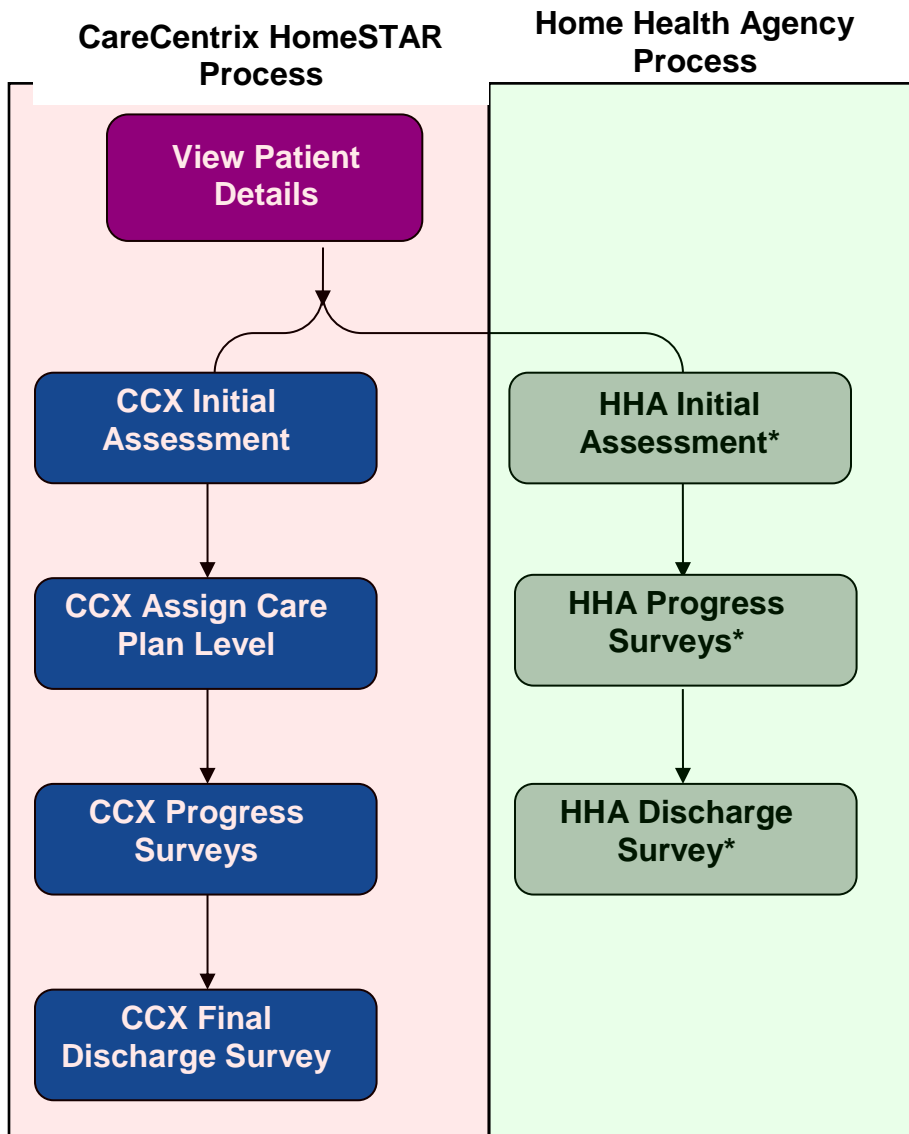 CareCentrix HomeSTAR
Process
Home Health Agency
Process
View Patient
Details
CCX Initial
Assessment
HHA Initial
Assessment*
CCX Assign Care
Plan Level
HHA Progress
Surveys*
CCX Progress
Surveys
HHA Discharge
Survey*
CCX Final
Discharge Survey